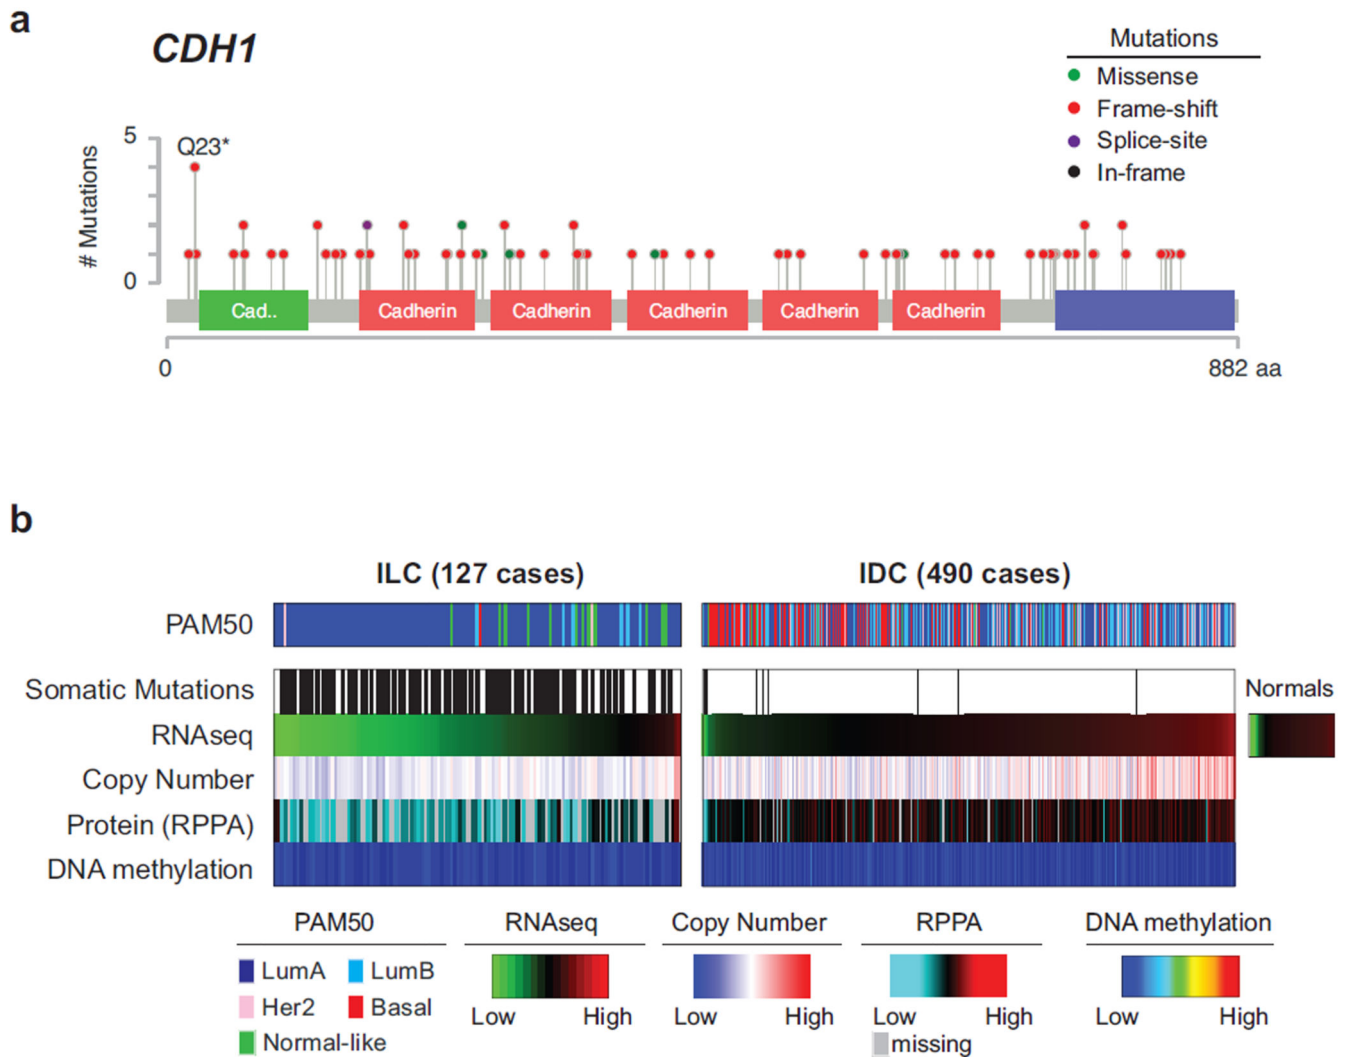 a
CDH1
Mutations
Missense
Frame-shift
Splice-site
In-frame
# Mutations
5
0
Q23*
Cad..
Cadherin
Cadherin
Cadherin
Cadherin
Cadherin
0
882 aa
b
ILC (127 cases)
IDC (490 cases)
PAM50
Somatic Mutations
RNAseq
Copy Number
Protein (RPPA)
DNA methylation
Normals
PAM50
LumA
LumB
Her2
Basal
Normal-like
RNAseq
Low
High
Copy Number
Low
High
RPPA
Low
High
missing
DNA methylation
Low
High